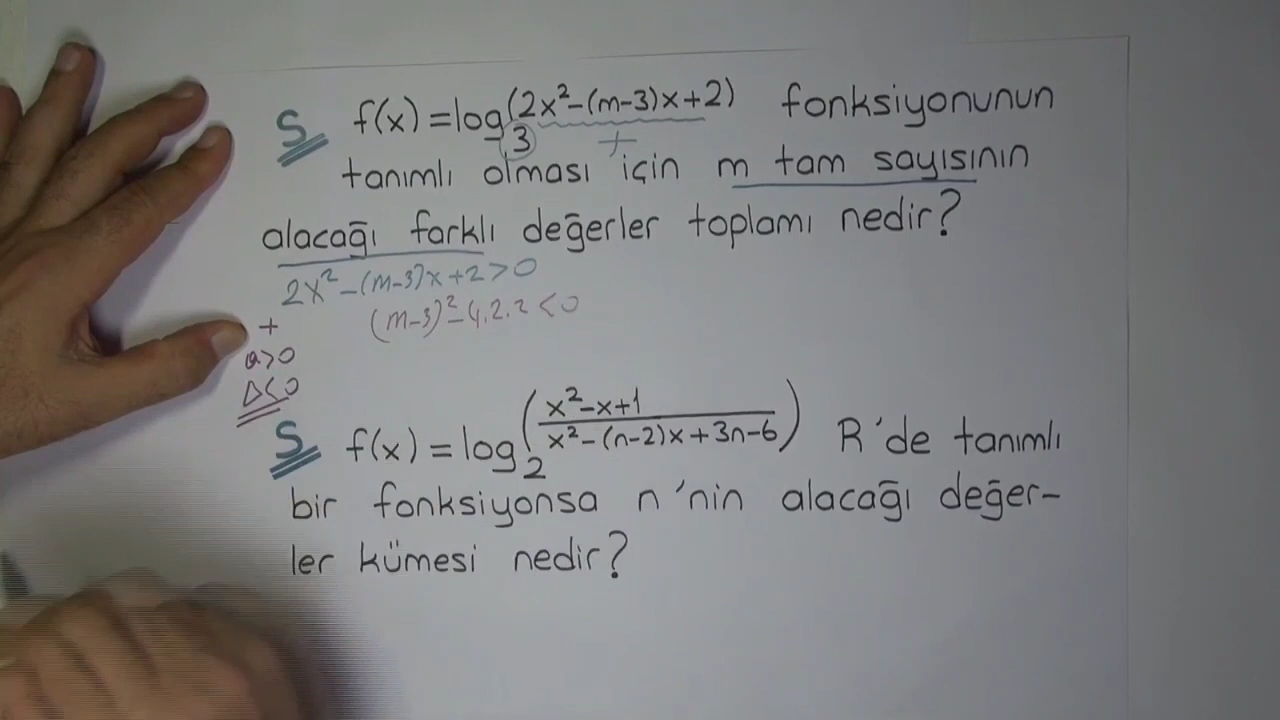 S f(x) = log₃(2x²-(m-3)x+2) fonksiyonunun
+
tanımlı olması için m tam sayısının
alacağı farklı değerler toplamı nedir?
2x²-(m-3)x+2>0
+ (m-3)²-4.2.2<0
a>0
Δ<0
S f(x) = log₂((x²-x+1)/(x²-(n-2)x+3n-6)) R'de tanımlı
bir fonksiyonsa n'nin alacağı değer-
ler kümesi nedir?